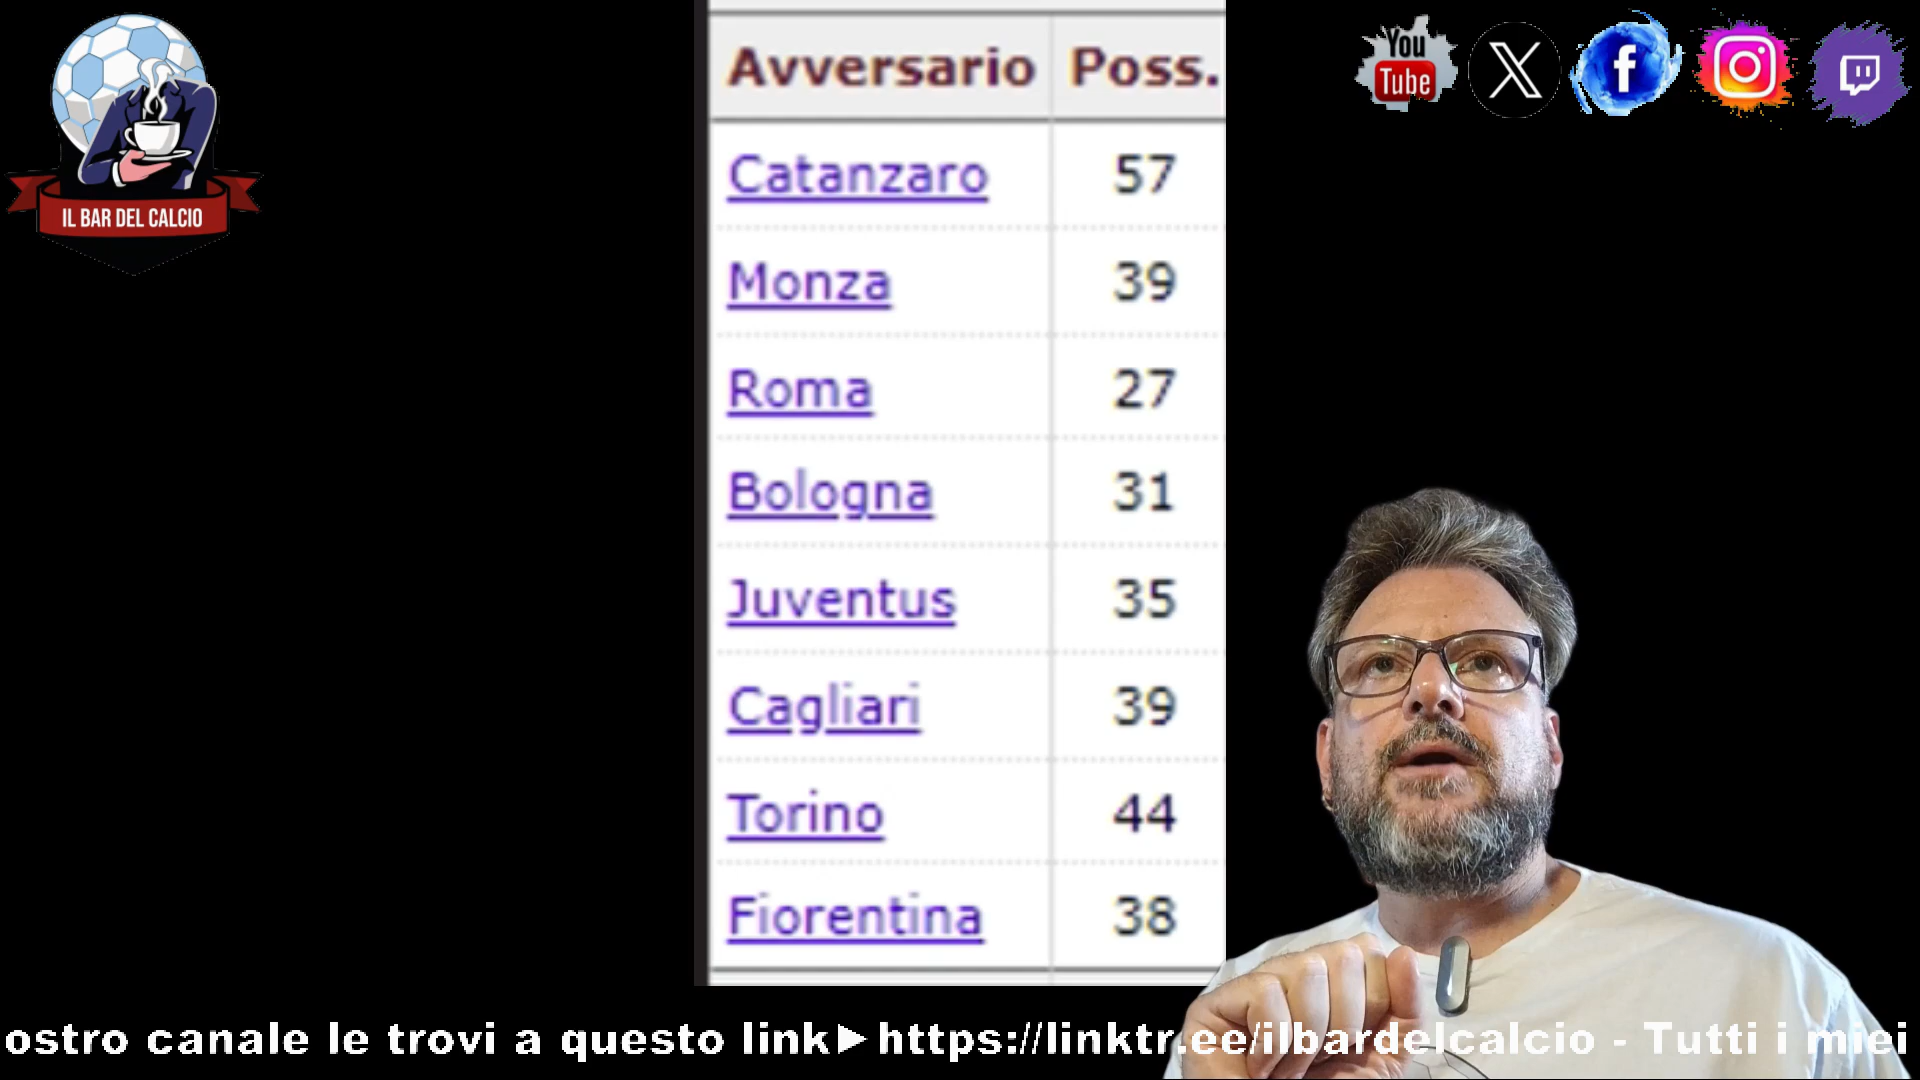 Avversario Poss.
Catanzaro 57
Monza 39
Roma 27
Bologna 31
Juventus 35
Cagliari 39
Torino 44
Fiorentina 38
IL BAR DEL CALCIO
You
Tube
ostro canale le trovi a questo link►https://linktr.ee/ilbardelcalcio - Tutti i miei